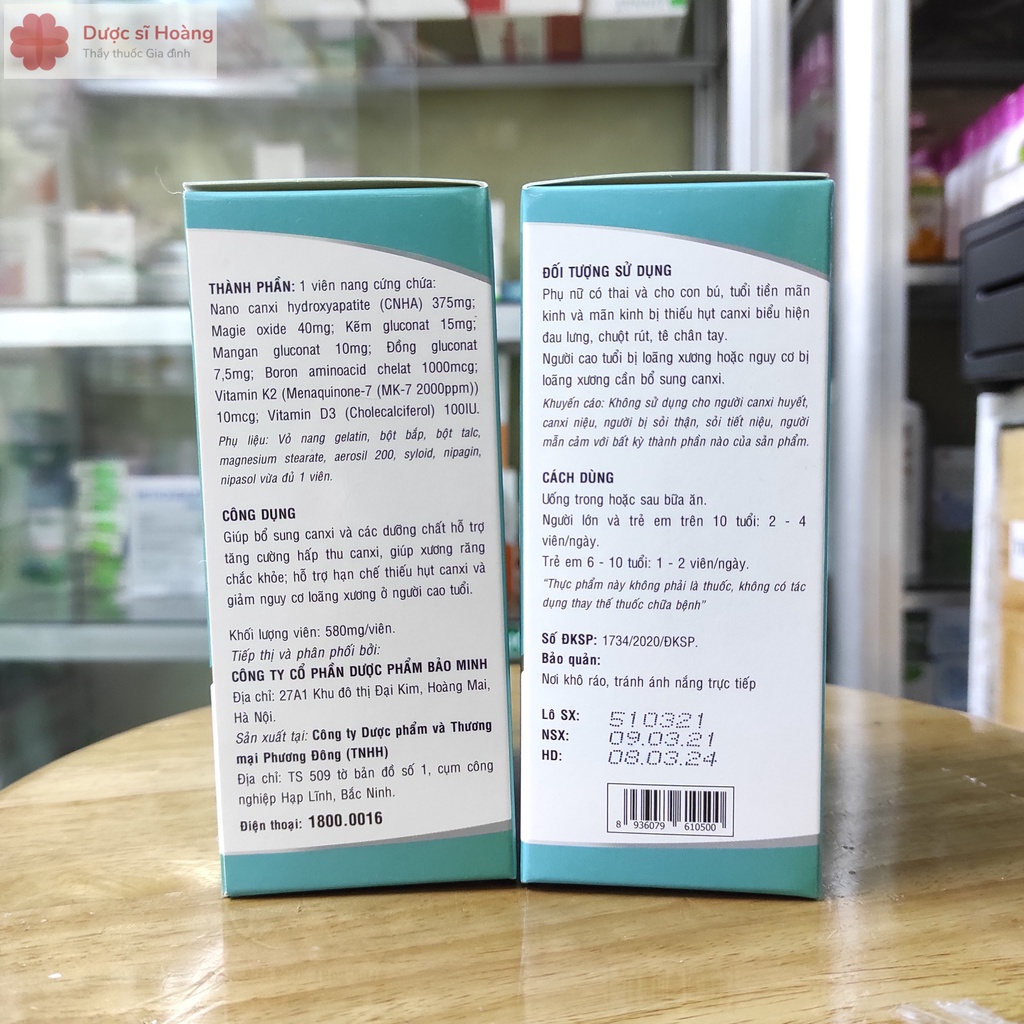 Dược sĩ Hoàng
Thầy thuốc Gia đình
THÀNH PHẦN: 1 viên nang cứng chứa:
Nano canxi hydroxyapatite (CNHA) 375mg;
Magie oxide 40mg; Kẽm gluconat 15mg;
Mangan gluconat 10mg; Đồng gluconat
7,5mg; Boron aminoacid chelat 1000mcg;
Vitamin K2 (Menaquinone-7 (MK-7 2000ppm))
10mcg; Vitamin D3 (Cholecalciferol) 100IU.
Phụ liệu: Vỏ nang gelatin, bột bắp, bột talc,
magnesium stearate, aerosil 200, syloid, nipagin,
nipasol vừa đủ 1 viên.
CÔNG DỤNG
Giúp bổ sung canxi và các dưỡng chất hỗ trợ
tăng cường hấp thu canxi, giúp xương răng
chắc khỏe; hỗ trợ hạn chế thiếu hụt canxi và
giảm nguy cơ loãng xương ở người cao tuổi.
Khối lượng viên: 580mg/viên.
Tiếp thị và phân phối bởi:
CÔNG TY CỔ PHẦN DƯỢC PHẨM BẢO MINH
Địa chỉ: 27A1 Khu đô thị Đại Kim, Hoàng Mai,
Hà Nội.
Sản xuất tại: Công ty Dược phẩm và Thương
mại Phương Đông (TNHH)
Địa chỉ: TS 509 tờ bản đồ số 1, cụm công
nghiệp Hạp Lĩnh, Bắc Ninh.
Điện thoại: 1800.0016
ĐỐI TƯỢNG SỬ DỤNG
Phụ nữ có thai và cho con bú, tuổi tiền mãn
kinh và mãn kinh bị thiếu hụt canxi biểu hiện
đau lưng, chuột rút, tê chân tay.
Người cao tuổi bị loãng xương hoặc nguy cơ bị
loãng xương cần bổ sung canxi.
Khuyến cáo: Không sử dụng cho người canxi huyết,
canxi niệu, người bị sỏi thận, sỏi tiết niệu, người
mẫn cảm với bất kỳ thành phần nào của sản phẩm.
CÁCH DÙNG
Uống trong hoặc sau bữa ăn.
Người lớn và trẻ em trên 10 tuổi: 2 - 4
viên/ngày.
Trẻ em 6 - 10 tuổi: 1 - 2 viên/ngày.
"Thực phẩm này không phải là thuốc, không có tác
dụng thay thế thuốc chữa bệnh"
Số ĐKSP: 1734/2020/ĐKSP.
Bảo quản:
Nơi khô ráo, tránh ánh nắng trực tiếp
Lô SX: 510321
NSX: 09.03.21
HD: 08.03.24
8 936079 610500